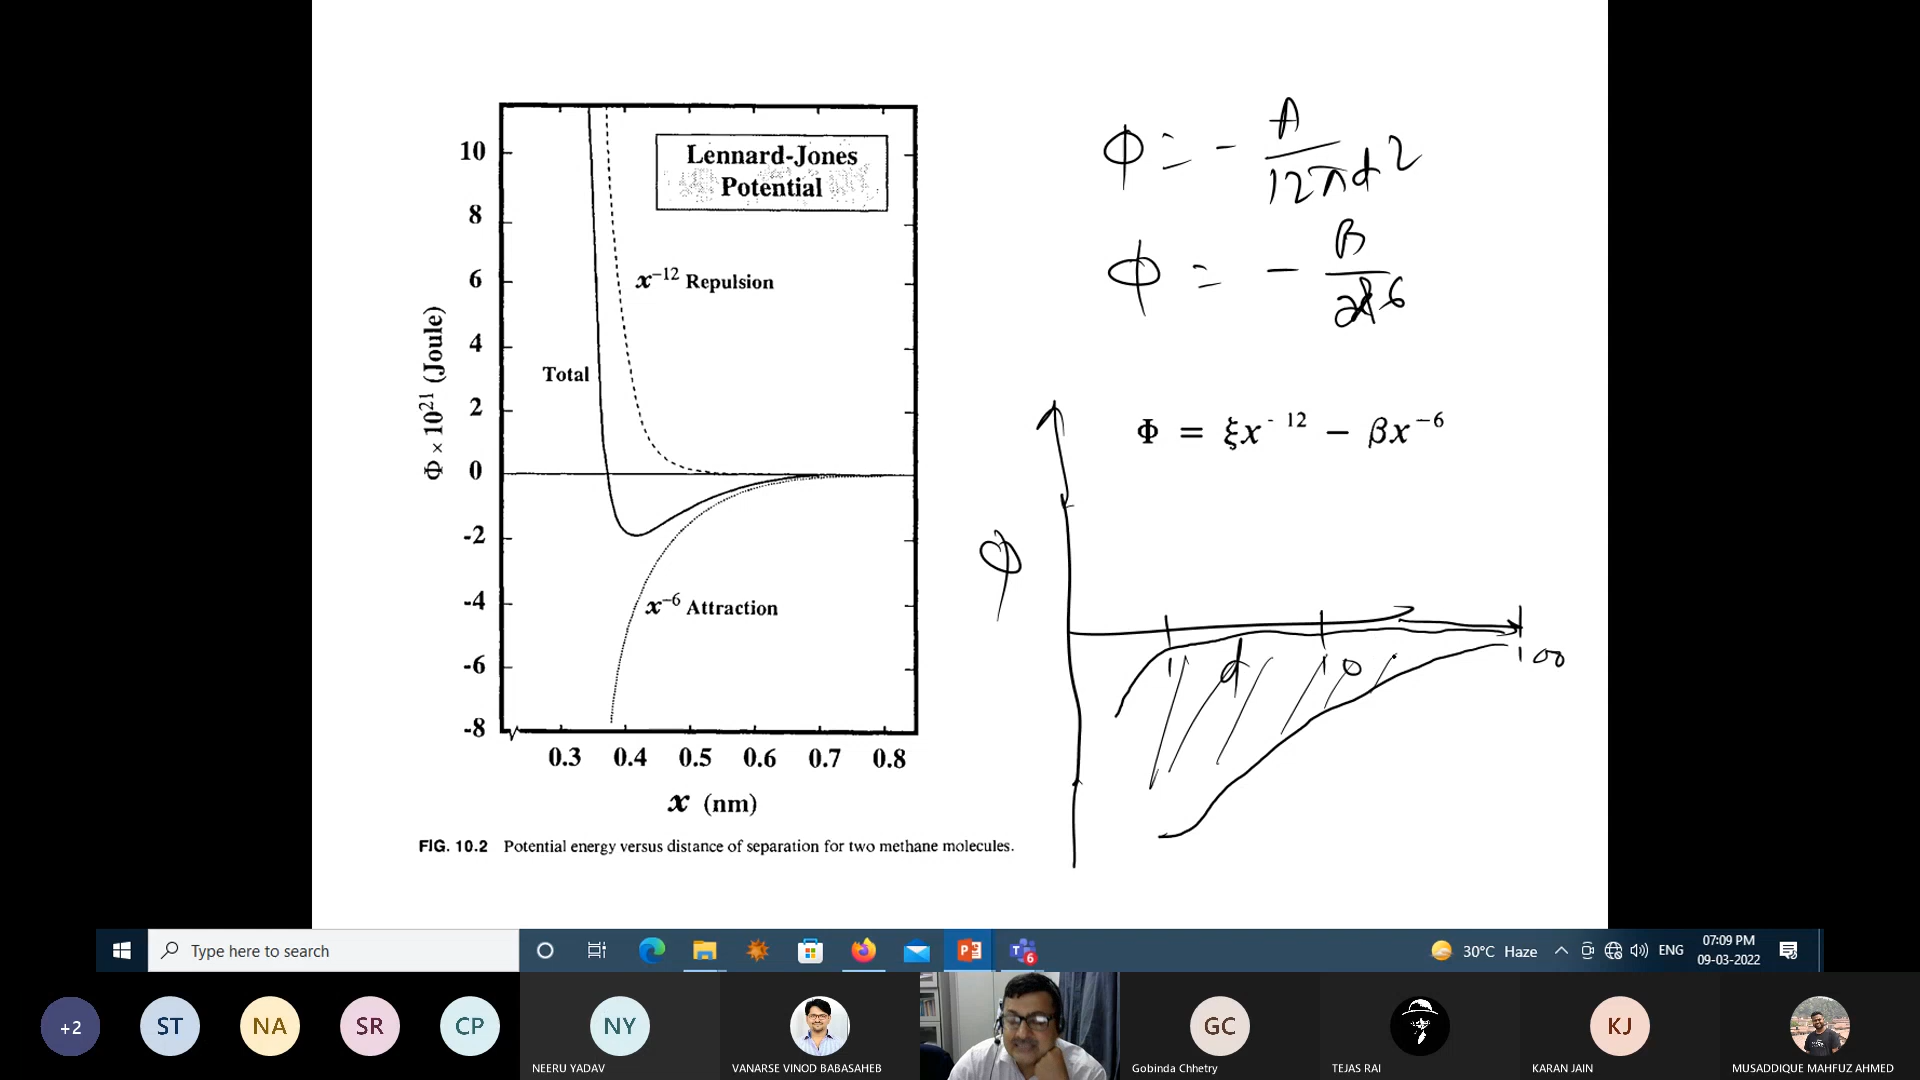 Lennard-Jones
Potential
10
8
6
4
2
0
-2
-4
-6
-8
Φ × 10²¹ (Joule)
x⁻¹² Repulsion
Total
x⁻⁶ Attraction
0.3 0.4 0.5 0.6 0.7 0.8
x (nm)
FIG. 10.2 Potential energy versus distance of separation for two methane molecules.
Φ = - A / 12πd²
Φ = - B / d⁶
Φ = ξx⁻¹² − βx⁻⁶
Φ
1 d 10 100
Type here to search
6
30°C Haze
ENG
07:09 PM
09-03-2022
+2
ST
NA
SR
CP
NY
NEERU YADAV
VANARSE VINOD BABASAHEB
GC
Gobinda Chhetry
TEJAS RAI
KJ
KARAN JAIN
MUSADDIQUE MAHFUZ AHMED